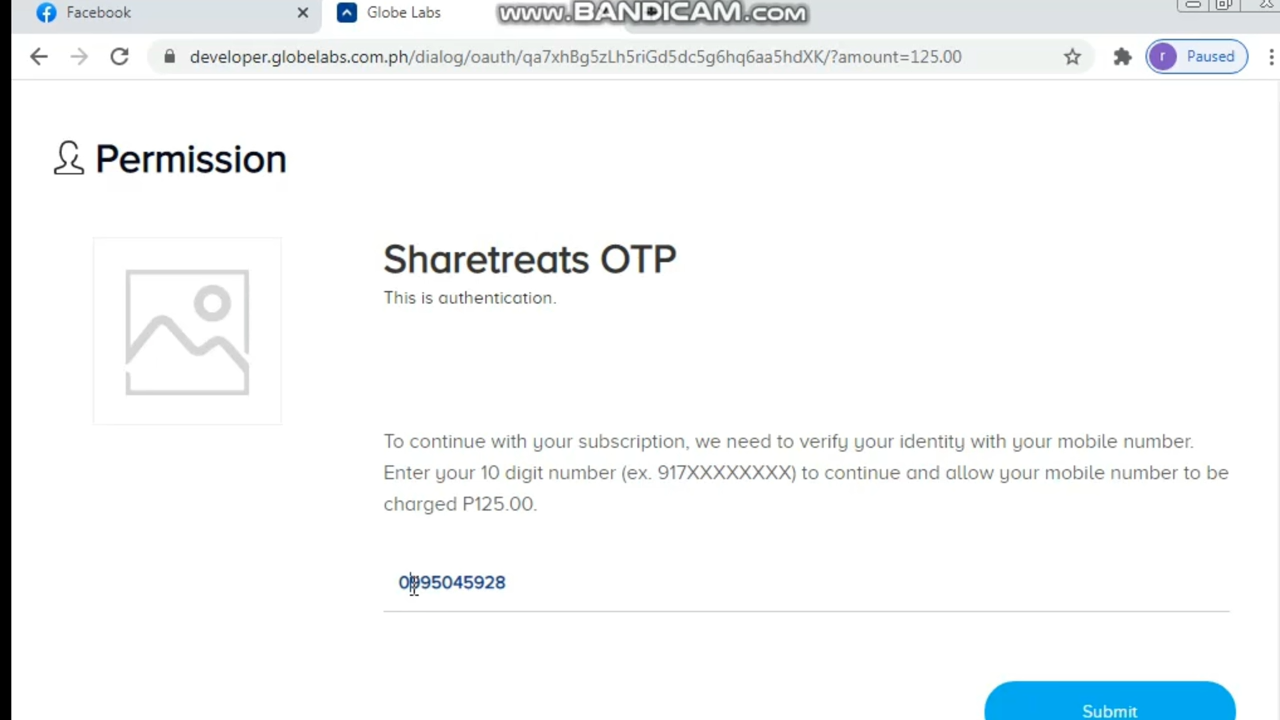 Facebook
Globe Labs
www.BANDICAM.com
developer.globelabs.com.ph/dialog/oauth/qa7xhBg5zLh5riGd5dc5g6hq6aa5hdXK/?amount=125.00
r
Paused
Permission
Sharetreats OTP
This is authentication.
To continue with your subscription, we need to verify your identity with your mobile number.
Enter your 10 digit number (ex. 917XXXXXXXX) to continue and allow your mobile number to be
charged P125.00.
0995045928
Submit